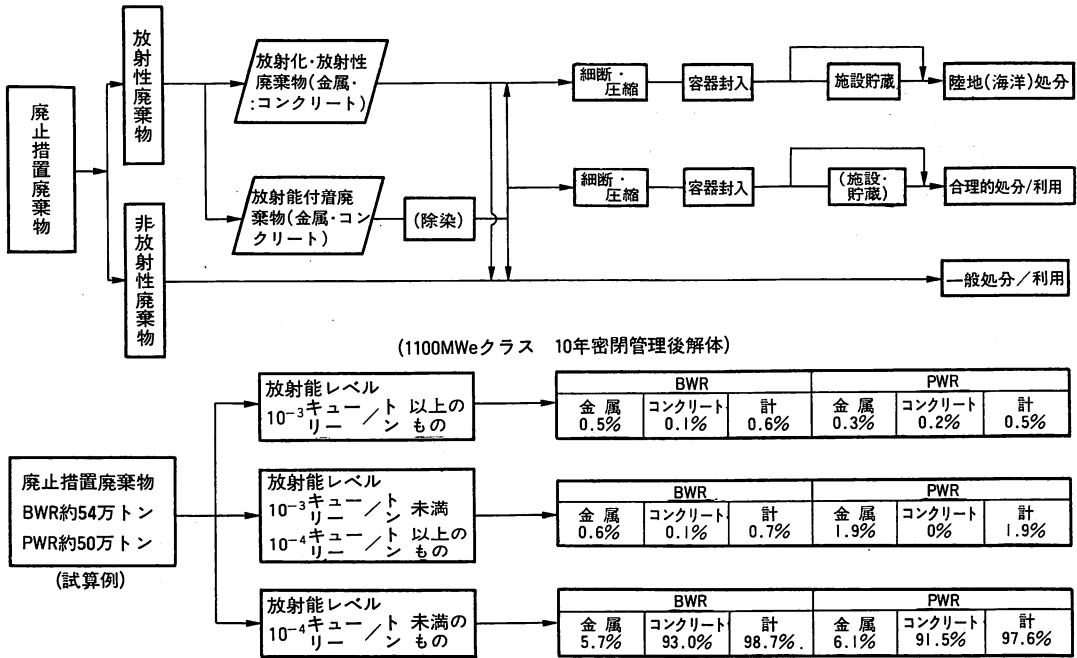 廃止措置廃棄物
放射性廃棄物
非放射性廃棄物
放射化・放射性
廃棄物(金属・
:コンクリート)
放射能付着廃
棄物(金属・コン
クリート)
(除染)
細断・
圧縮
容器封入
施設貯蔵
陸地(海洋)処分
細断・
圧縮
容器封入
(施設・
貯蔵)
合理的処分/利用
一般処分/利用
(1100MWeクラス 10年密閉管理後解体)
廃止措置廃棄物
BWR約54万トン
PWR約50万トン
(試算例)
放射能レベル
10⁻³キュリー/トン以上のもの
BWR PWR
金属 コンクリート 計 金属 コンクリート 計
0.5% 0.1% 0.6% 0.3% 0.2% 0.5%
放射能レベル
10⁻³キュリー/トン未満
10⁻⁴キュリー/トン以上のもの
BWR PWR
金属 コンクリート 計 金属 コンクリート 計
0.6% 0.1% 0.7% 1.9% 0% 1.9%
放射能レベル
10⁻⁴キュリー/トン未満のもの
BWR PWR
金属 コンクリート 計 金属 コンクリート 計
5.7% 93.0% 98.7%. 6.1% 91.5% 97.6%